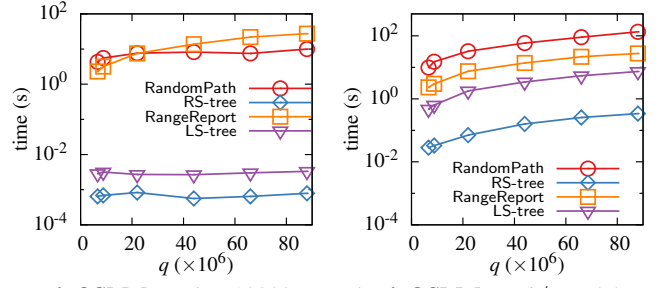 10^2
10^0
10^-2
10^-4
time (s)
RandomPath
RS-tree
RangeReport
LS-tree
0 20 40 60 80
q (×10^6)
10^2
10^0
10^-2
10^-4
time (s)
RandomPath
RS-tree
RangeReport
LS-tree
0 20 40 60 80
q (×10^6)